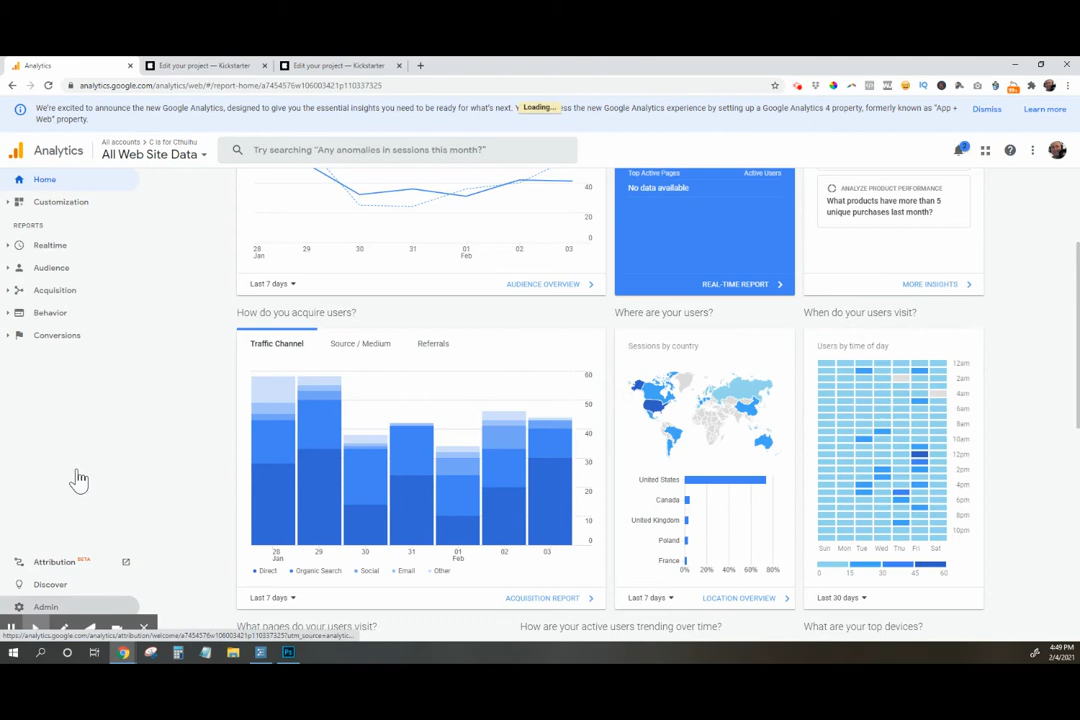 Analytics
Edit your project — Kickstarter
Edit your project — Kickstarter
analytics.google.com/analytics/web/#/report-home/a7454576w106003421p110337325
We're excited to announce the new Google Analytics, designed to give you the essential insights you need to be ready for what's next. Y
ess the new Google Analytics experience by setting up a Google Analytics 4 property, formerly known as "App +
Web" property.
Loading...
Dismiss
Learn more
Analytics
All accounts > C is for Cthulhu
All Web Site Data
Try searching "Any anomalies in sessions this month?"
2
Home
Customization
REPORTS
Realtime
Audience
Acquisition
Behavior
Conversions
Attribution BETA
Discover
Admin
40
20
0
28
Jan
29
30
31
01
Feb
02
03
Last 7 days
AUDIENCE OVERVIEW
Top Active Pages
Active Users
No data available
REAL-TIME REPORT
ANALYZE PRODUCT PERFORMANCE
What products have more than 5
unique purchases last month?
MORE INSIGHTS
How do you acquire users?
Where are your users?
When do your users visit?
Traffic Channel
Source / Medium
Referrals
60
50
40
30
20
10
0
28
Jan
29
30
31
01
Feb
02
03
Direct
Organic Search
Social
Email
Other
Last 7 days
ACQUISITION REPORT
Sessions by country
United States
Canada
United Kingdom
Poland
France
0%
20%
40%
60%
80%
Last 7 days
LOCATION OVERVIEW
Users by time of day
12am
2am
4am
6am
8am
10am
12pm
2pm
4pm
6pm
8pm
10pm
Sun
Mon
Tue
Wed
Thu
Fri
Sat
0
15
30
45
60
Last 30 days
What pages do your users visit?
How are your active users trending over time?
What are your top devices?
https://analytics.google.com/analytics/attribution/welcome/a7454576w106003421p110337325?utm_source=analytic...
4:49 PM
2/4/2021